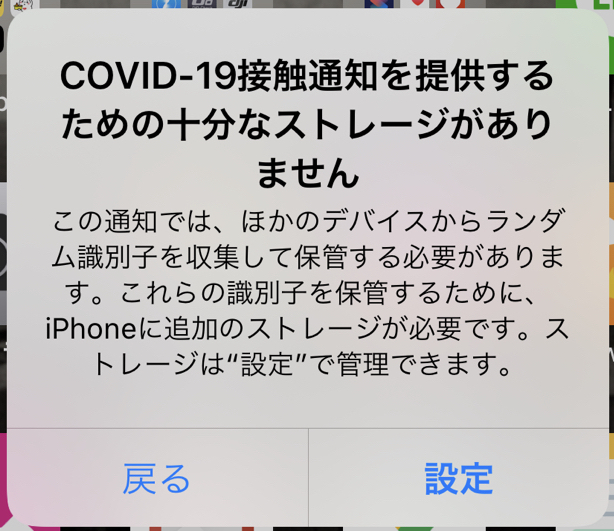 COVID-19接触通知を提供する
ための十分なストレージがあり
ません
この通知では、ほかのデバイスからランダ
ム識別子を収集して保管する必要がありま
す。これらの識別子を保管するために、
iPhoneに追加のストレージが必要です。ス
トレージは“設定”で管理できます。
戻る
設定